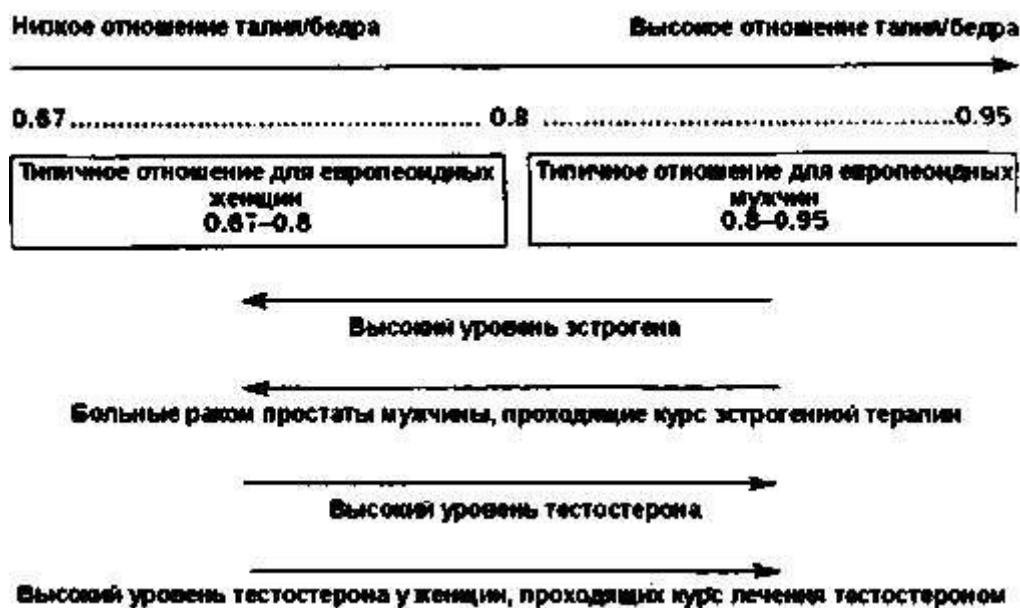 Низкое отношение талия/бедра
Высокое отношение талия/бедра
0.67 ... 0.8 ... 0.95
Типичное отношение для европеоидных
женщин
0.67–0.8
Типичное отношение для европеоидных
мужчин
0.8–0.95
Высокий уровень эстрогена
Больные раком простаты мужчины, проходящие курс эстрогенной терапии
Высокий уровень тестостерона
Высокий уровень тестостерона у женщин, проходящих курс лечения тестостероном